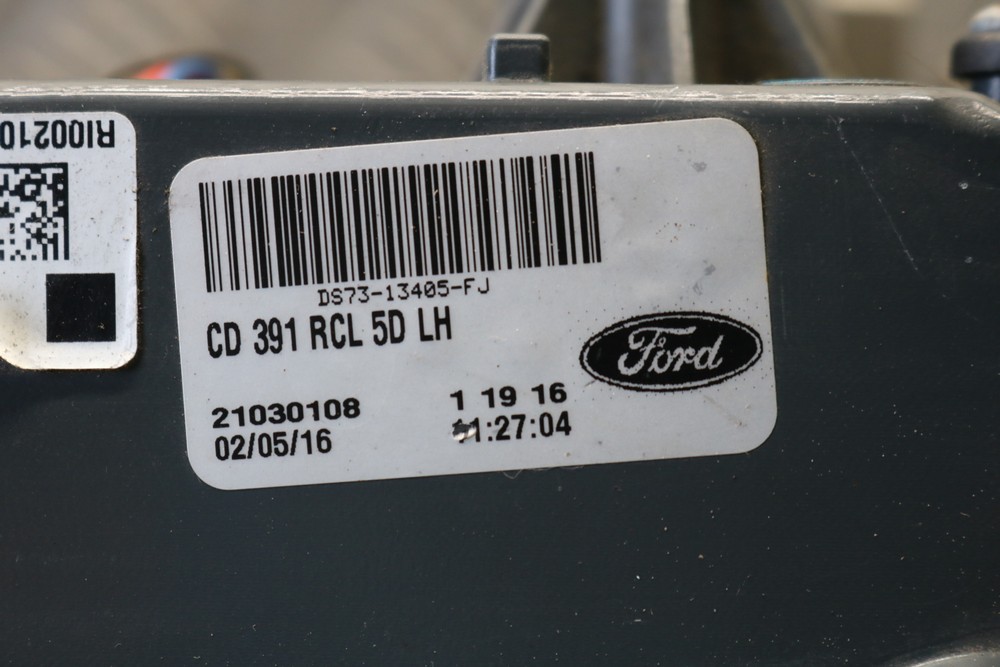 RI00210
DS73-13405-FJ
CD 391 RCL 5D LH
Ford
21030108 1 19 16
02/05/16 11:27:04